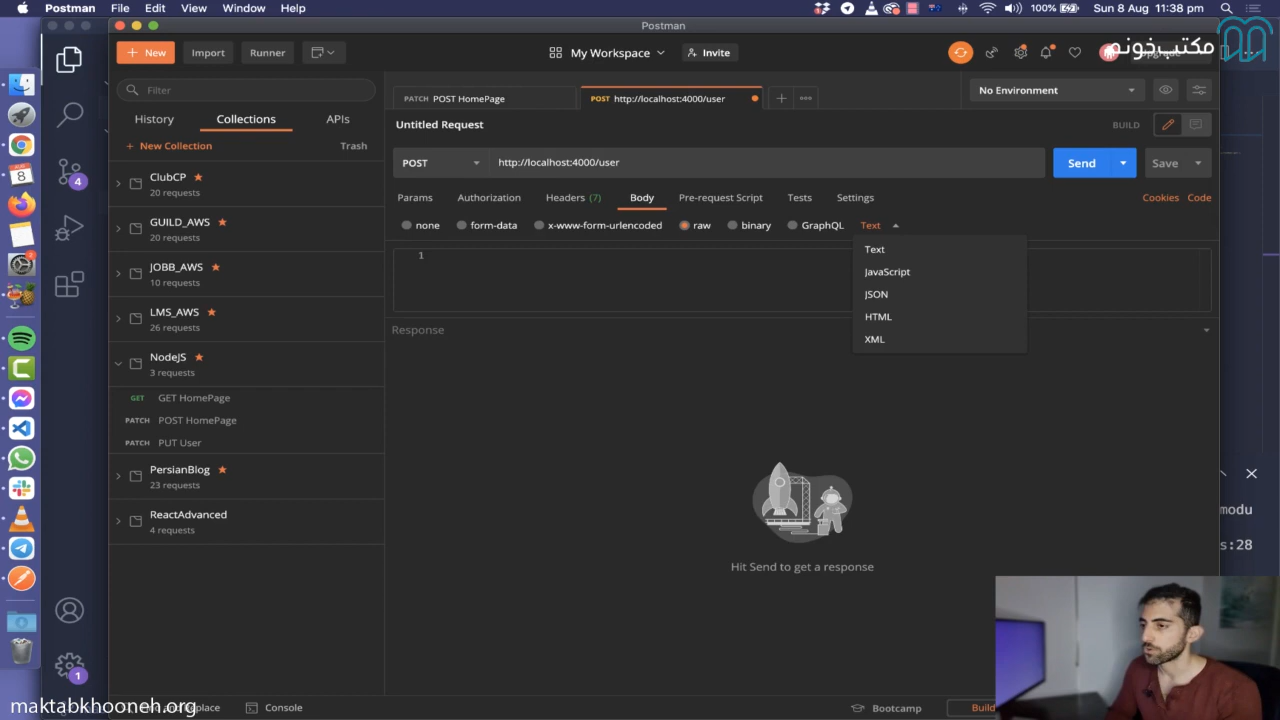 Postman File Edit View Collection Window Help
8 100% Sun 8 Aug 11:38 pm
Postman
New Import Runner
My Workspace Invite
مکتب‌خونه
Filter
PATCH POST HomePage
POST http://localhost:4000/user
No Environment
History Collections APIs
+ New Collection Trash
Untitled Request
BUILD
POST http://localhost:4000/user
Send Save
Params Authorization Headers (7) Body Pre-request Script Tests Settings
Cookies Code
none form-data x-www-form-urlencoded raw binary GraphQL Text
Text
JavaScript
JSON
HTML
XML
1
Response
ClubCP
20 requests
GUILD_AWS
20 requests
JOBB_AWS
10 requests
LMS_AWS
26 requests
NodeJS
3 requests
GET GET HomePage
PATCH POST HomePage
PATCH PUT User
PersianBlog
23 requests
ReactAdvanced
4 requests
4
1
Hit Send to get a response
modu
s:28
maktabkhooneh.org
Console
Bootcamp
Build